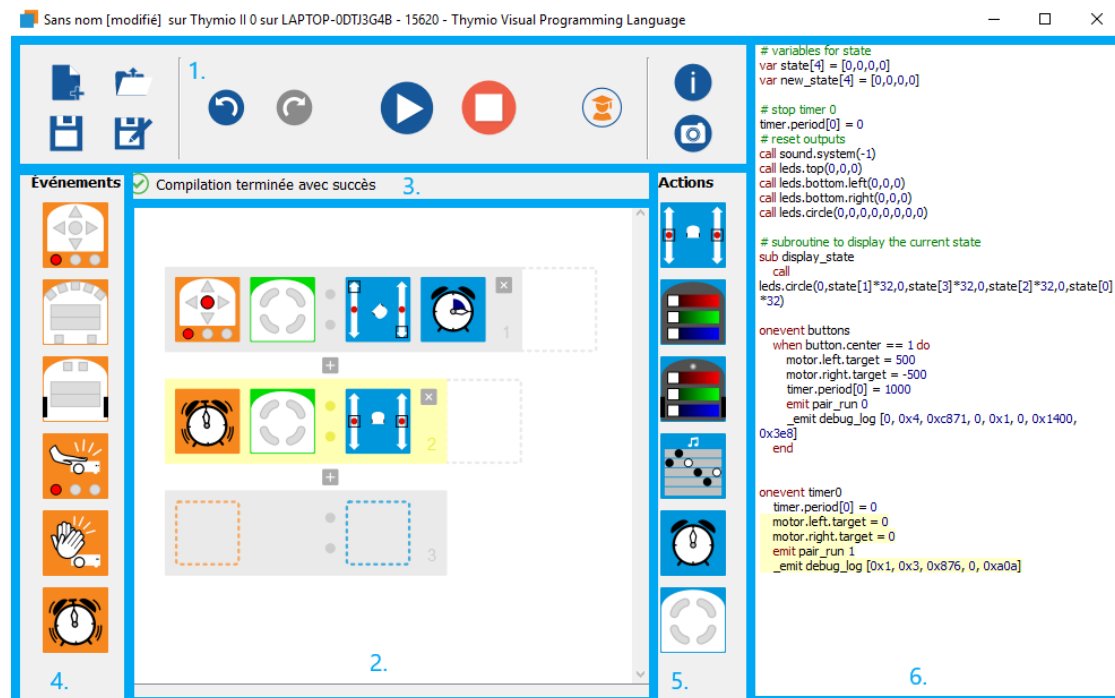 Sans nom [modifié] sur Thymio II 0 sur LAPTOP-0DTJ3G4B - 15620 - Thymio Visual Programming Language
1.
i
Événements
Compilation terminée avec succès
3.
Actions
1
2
3
4.
2.
5.
# variables for state
var state[4] = [0,0,0,0]
var new_state[4] = [0,0,0,0]
# stop timer 0
timer.period[0] = 0
# reset outputs
call sound.system(-1)
call leds.top(0,0,0)
call leds.bottom.left(0,0,0)
call leds.bottom.right(0,0,0)
call leds.circle(0,0,0,0,0,0,0,0)
# subroutine to display the current state
sub display_state
call
leds.circle(0,state[1]*32,0,state[3]*32,0,state[2]*32,0,state[0]
*32)
onevent buttons
when button.center == 1 do
motor.left.target = 500
motor.right.target = -500
timer.period[0] = 1000
emit pair_run 0
_emit debug_log [0, 0x4, 0xc871, 0, 0x1, 0, 0x1400,
0x3e8]
end
onevent timer0
timer.period[0] = 0
motor.left.target = 0
motor.right.target = 0
emit pair_run 1
_emit debug_log [0x1, 0x3, 0x876, 0, 0xa0a]
6.